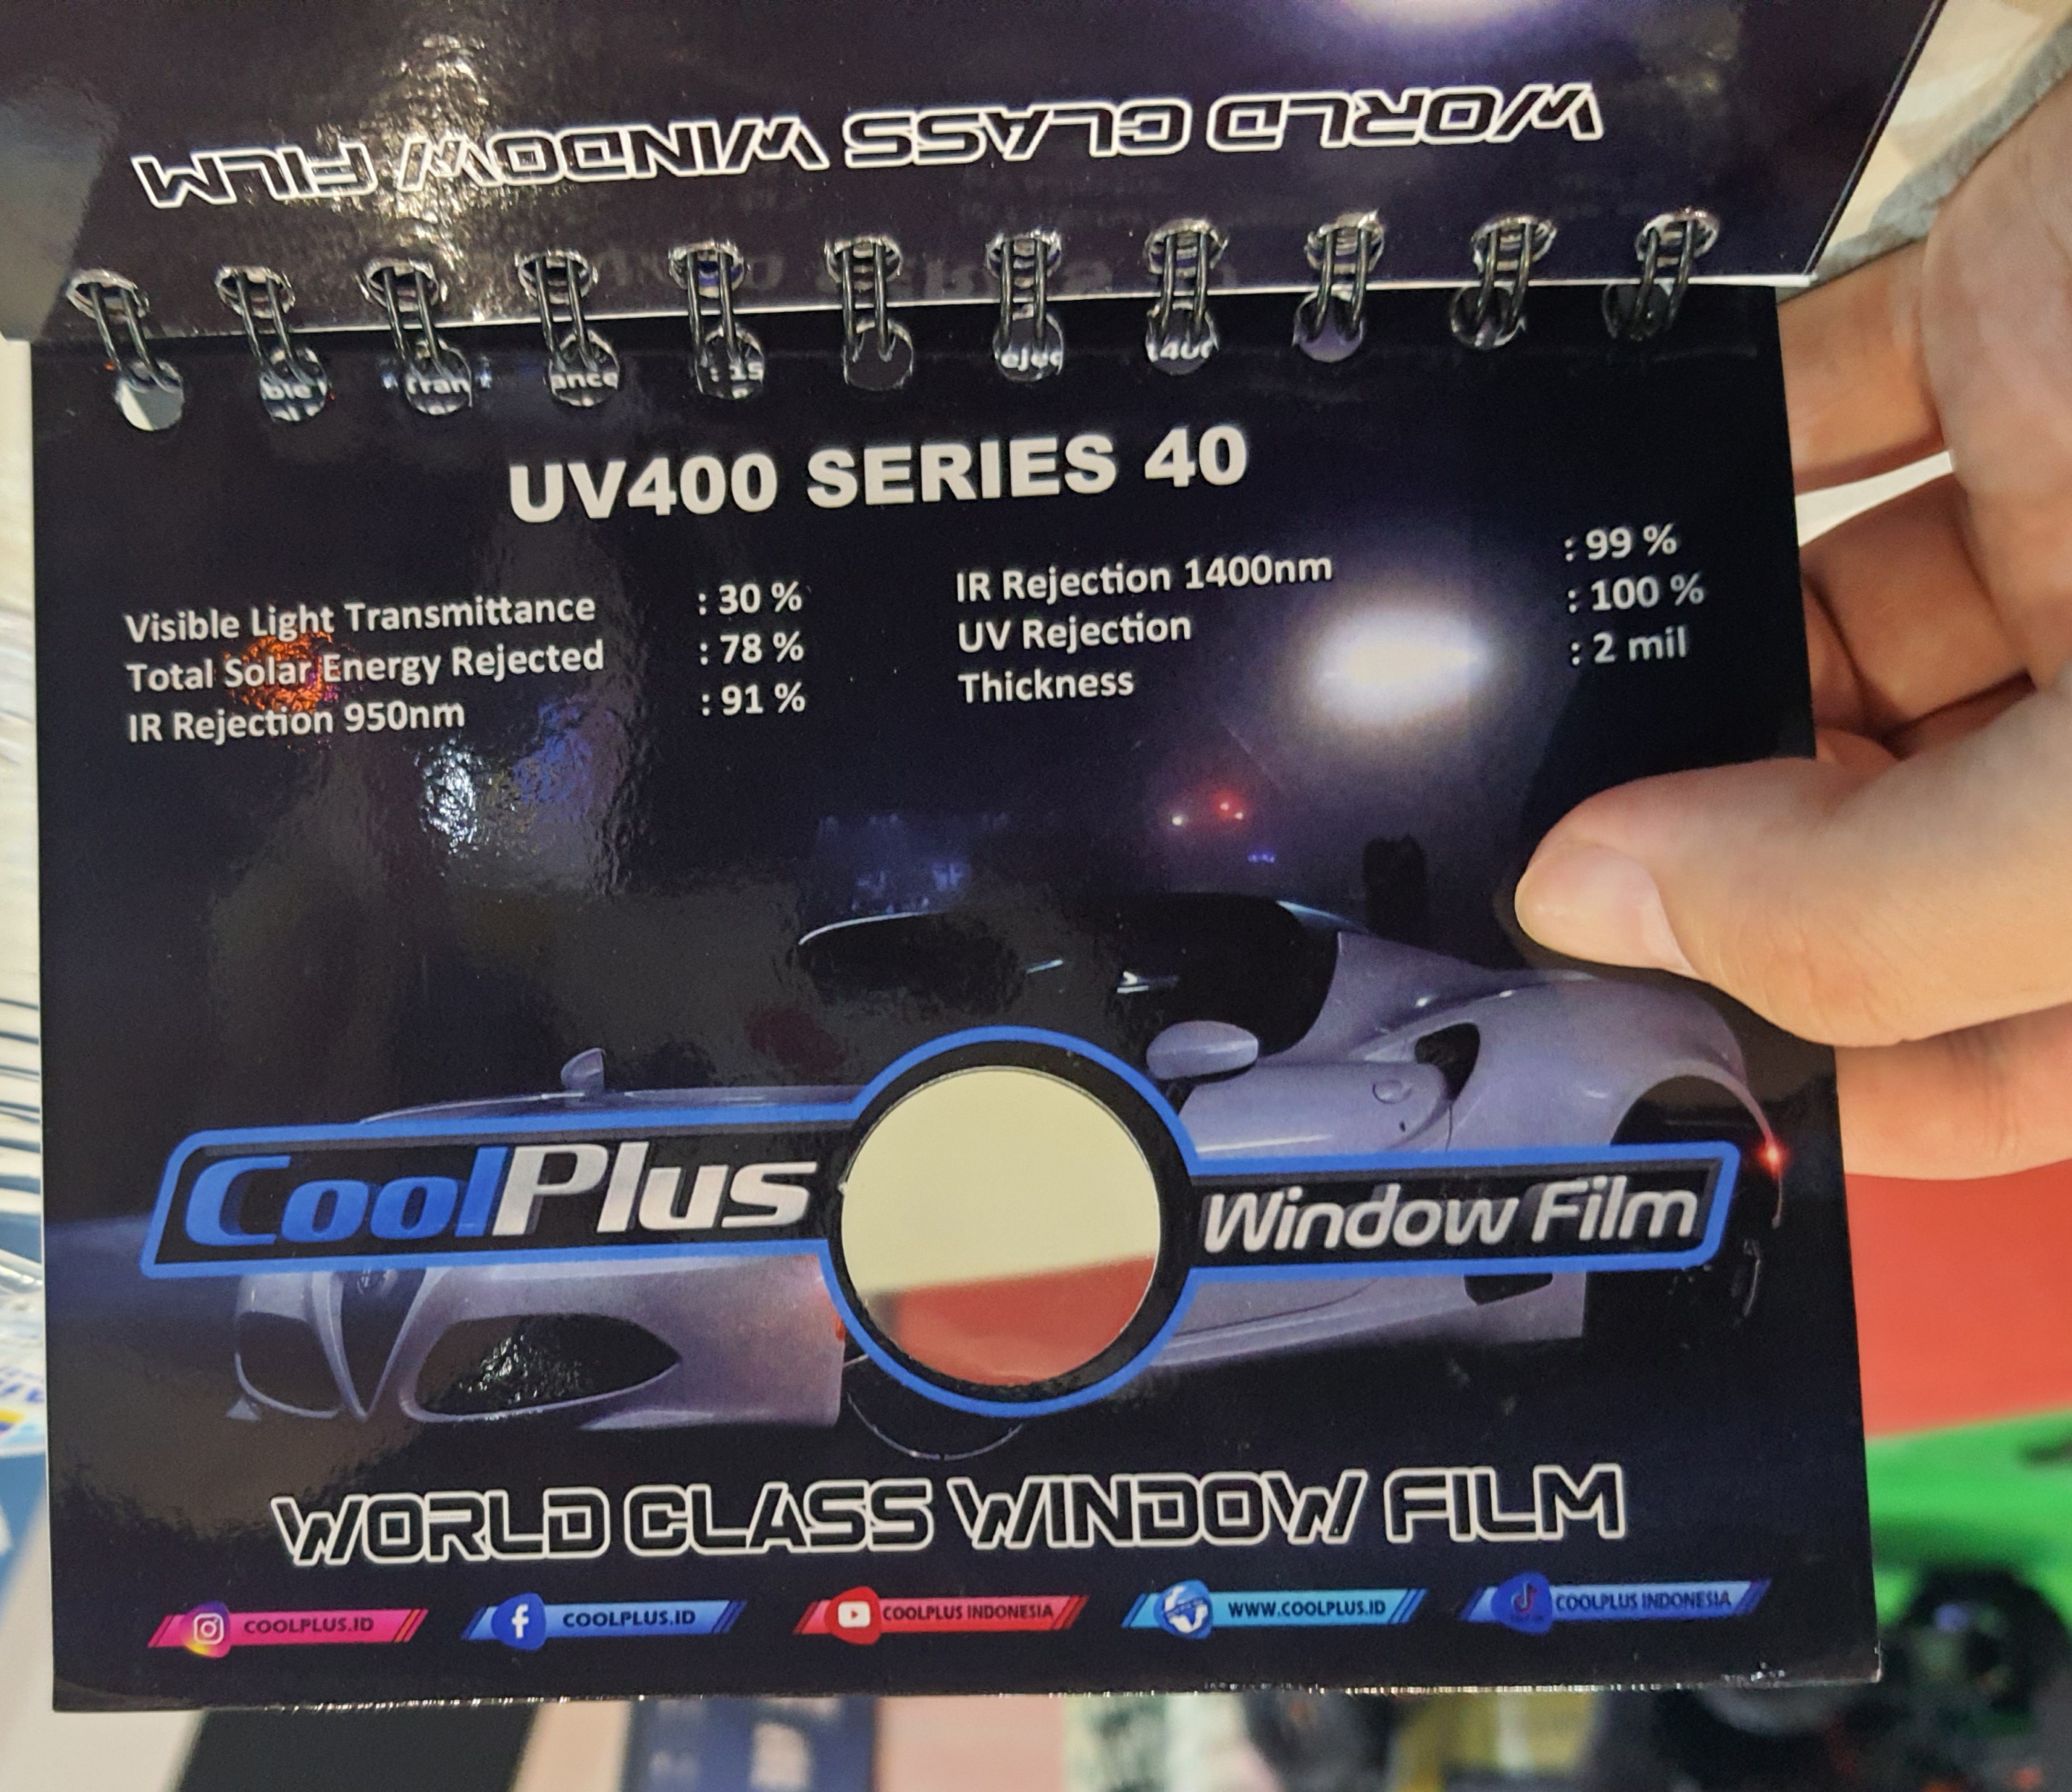 WORLD CLASS WINDOW FILM
UV400 SERIES 40
Visible Light Transmittance : 30 %
Total Solar Energy Rejected : 78 %
IR Rejection 950nm : 91 %
IR Rejection 1400nm : 99 %
UV Rejection : 100 %
Thickness : 2 mil
CoolPlus Window Film
WORLD CLASS WINDOW FILM
COOLPLUS.ID COOLPLUS.ID COOLPLUS INDONESIA WWW.COOLPLUS.ID COOLPLUS INDONESIA